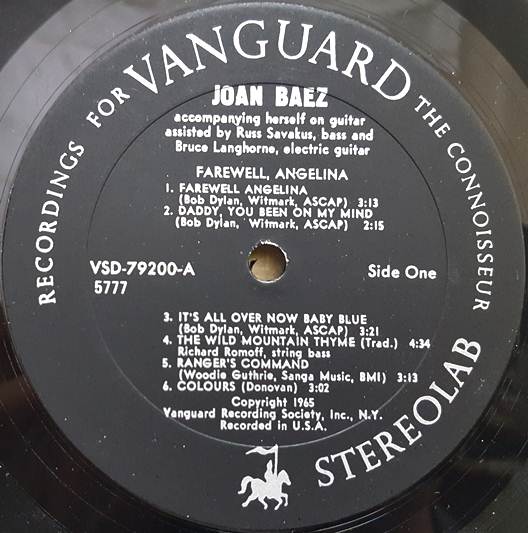 RECORDINGS FOR VANGUARD THE CONNOISSEUR
JOAN BAEZ
accompanying herself on guitar
assisted by Russ Savakus, bass and
Bruce Langhorne, electric guitar
FAREWELL, ANGELINA
1. FAREWELL ANGELINA
(Bob Dylan, Witmark, ASCAP) 3:13
2. DADDY, YOU BEEN ON MY MIND
(Bob Dylan, Witmark, ASCAP) 2:15
VSD-79200-A
Side One
5777
3. IT'S ALL OVER NOW BABY BLUE
(Bob Dylan, Witmark, ASCAP) 3:21
4. THE WILD MOUNTAIN THYME (Trad.) 4:34
Richard Romoff, string bass
5. RANGER'S COMMAND
(Woodie Guthrie, Sanga Music, BMI) 3:13
6. COLOURS (Donovan) 3:02
Copyright 1965
Vanguard Recording Society, Inc., N.Y.
Recorded in U.S.A.
STEREOLAB